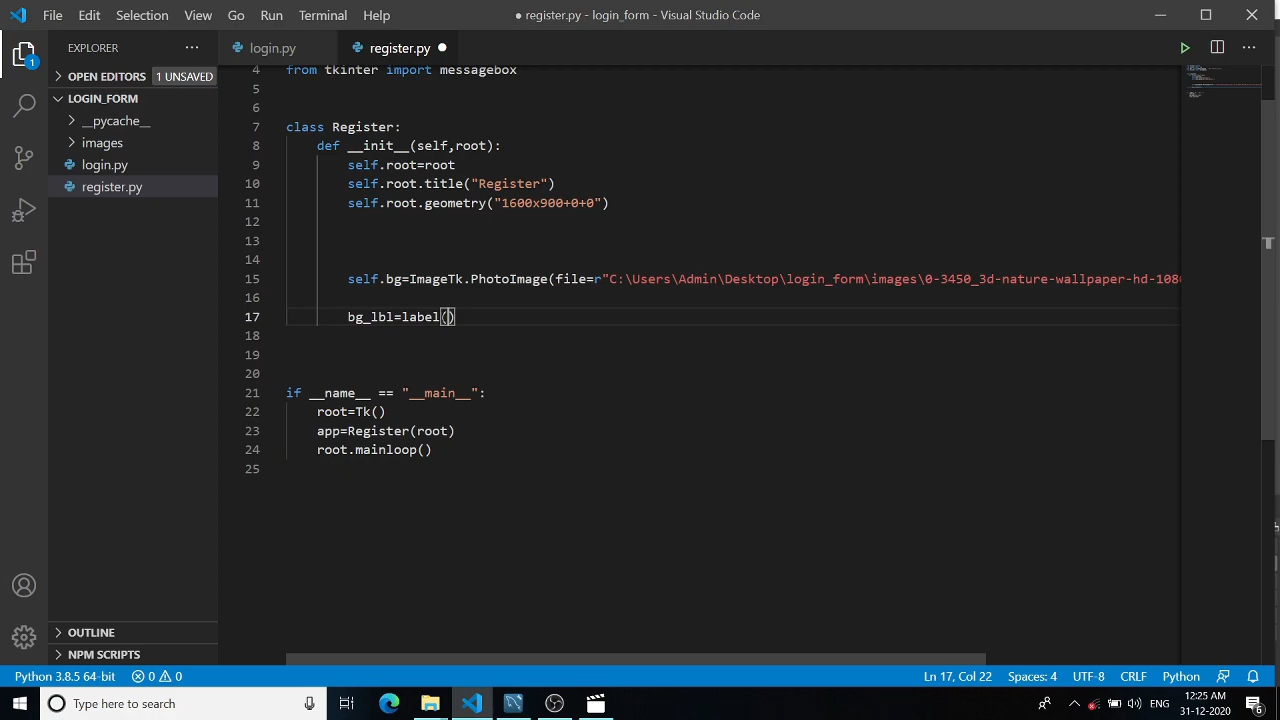 File Edit Selection View Go Run Terminal Help
● register.py - login_form - Visual Studio Code
EXPLORER
OPEN EDITORS 1 UNSAVED
LOGIN_FORM
__pycache__
images
login.py
register.py
OUTLINE
NPM SCRIPTS
1
login.py register.py ●
4 from tkinter import messagebox
5
6
7 class Register:
8 def __init__(self,root):
9 self.root=root
10 self.root.title("Register")
11 self.root.geometry("1600x900+0+0")
12
13
14
15 self.bg=ImageTk.PhotoImage(file=r"C:\Users\Admin\Desktop\login_form\images\0-3450_3d-nature-wallpaper-hd-1080
16
17 bg_lbl=label()
18
19
20
21 if __name__ == "__main__":
22 root=Tk()
23 app=Register(root)
24 root.mainloop()
25
Python 3.8.5 64-bit 0 0 Ln 17, Col 22 Spaces: 4 UTF-8 CRLF Python
Type here to search
ENG
12:25 AM
31-12-2020
6